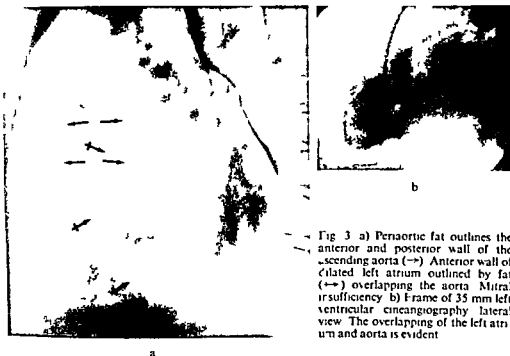 b
Fig 3 a) Periaortic fat outlines the
anterior and posterior wall of the
ascending aorta (→) Anterior wall of
dilated left atrium outlined by fat
(↔) overlapping the aorta Mitral
insufficiency b) Frame of 35 mm left
ventricular cineangiography lateral
view The overlapping of the left atri
um and aorta is evident
a